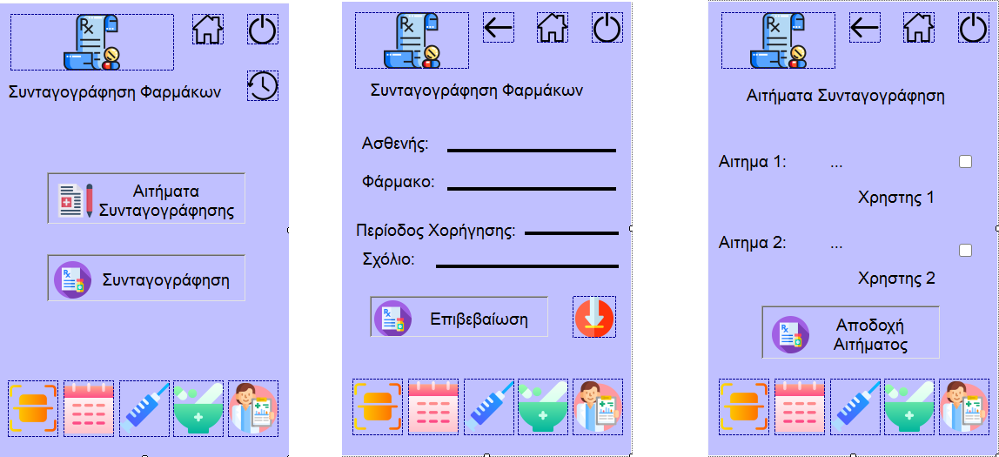 Συνταγογράφηση Φαρμάκων
Αιτήματα
Συνταγογράφησης
Συνταγογράφηση
Συνταγογράφηση Φαρμάκων
Ασθενής:
Φάρμακο:
Περίοδος Χορήγησης:
Σχόλιο:
Επιβεβαίωση
Αιτήματα Συνταγογράφηση
Αιτημα 1: ...
Χρηστης 1
Αιτημα 2: ...
Χρηστης 2
Αποδοχή
Αιτήματος